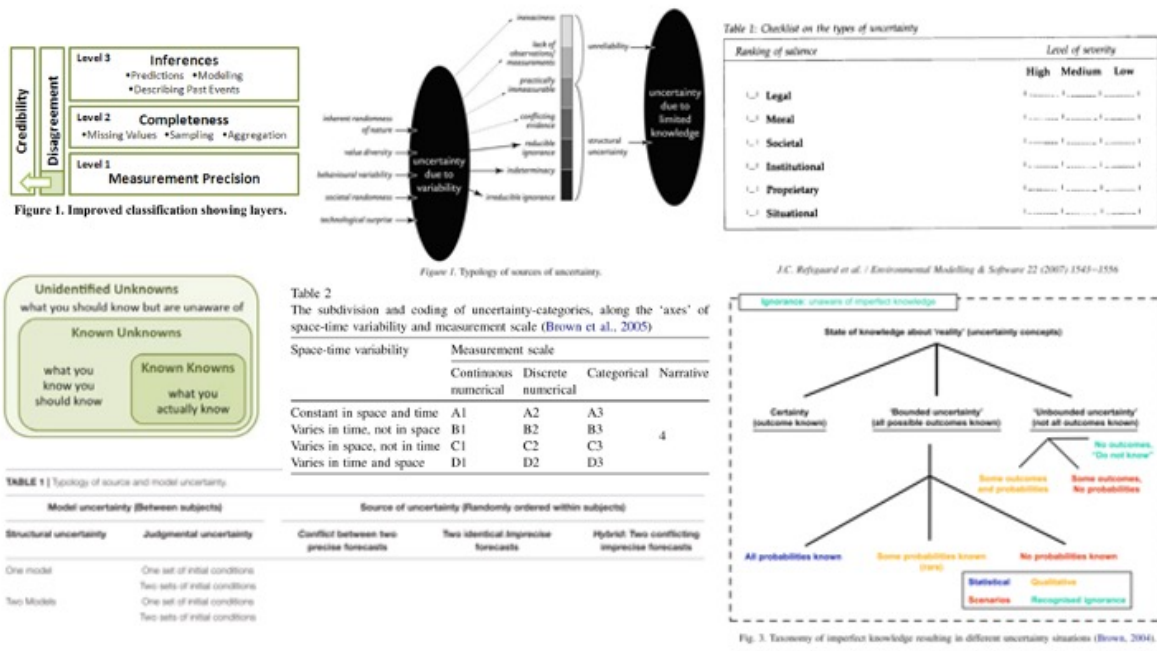 Credibility
Disagreement
Level 3
Inferences
•Predictions •Modeling
•Describing Past Events
Level 2
Completeness
•Missing Values •Sampling •Aggregation
Level 1
Measurement Precision
Figure 1. Improved classification showing layers.
inherent randomness
of nature
value diversity
behavioural variability
societal randomness
technological surprise
uncertainty
due to
variability
inexactness
lack of
observations/
measurements
practically
immeasurable
conflicting
evidence
reducible
ignorance
indeterminacy
irreducible ignorance
unreliability
structural
uncertainty
uncertainty
due to
limited
knowledge
Figure 1. Typology of sources of uncertainty.
Table 1: Checklist on the types of uncertainty
Ranking of salience Level of severity
High Medium Low
Legal
Moral
Societal
Institutional
Proprietary
Situational
Unidentified Unknowns
what you should know but are unaware of
Known Unknowns
what you
know you
should know
Known Knowns
what you
actually know
Table 2
The subdivision and coding of uncertainty-categories, along the 'axes' of
space-time variability and measurement scale (Brown et al., 2005)
Space-time variability Measurement scale
Continuous numerical Discrete numerical Categorical Narrative
Constant in space and time A1 A2 A3
Varies in time, not in space B1 B2 B3
4
Varies in space, not in time C1 C2 C3
Varies in time and space D1 D2 D3
J.C. Refsgaard et al. / Environmental Modelling & Software 22 (2007) 1543–1556
Ignorance: unaware of imperfect knowledge
State of knowledge about 'reality' (uncertainty concepts)
Certainty
(outcome known)
'Bounded uncertainty'
(all possible outcomes known)
'Unbounded uncertainty'
(not all outcomes known)
No outcomes,
"Do not know"
Some outcomes
and probabilities
Some outcomes,
No probabilities
All probabilities known
Some probabilities known
(rare)
No probabilities known
Statistical Qualitative
Scenarios Recognised ignorance
Fig. 3. Taxonomy of imperfect knowledge resulting in different uncertainty situations (Brown, 2004).
TABLE 1 | Typology of source and model uncertainty.
Model uncertainty (Between subjects) Source of uncertainty (Randomly ordered within subjects)
Structural uncertainty Judgmental uncertainty Conflict between two precise forecasts Two identical imprecise forecasts Hybrid: Two conflicting imprecise forecasts
One model One set of initial conditions
Two sets of initial conditions
Two Models One set of initial conditions
Two sets of initial conditions